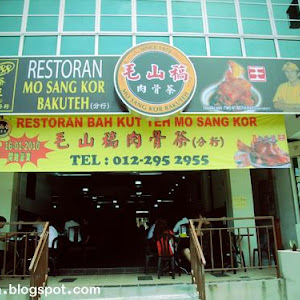 RESTORAN
MO SANG KOR
BAKUTEH (分行)
SINCE 1973
毛山稿
肉骨茶
MO SANG KOR BAKUTEH
RESTORAN BAH KUT TEH MO SANG KOR
毛山稿肉骨茶(分行)
TEL : 012-295 2955
.blogspot.com